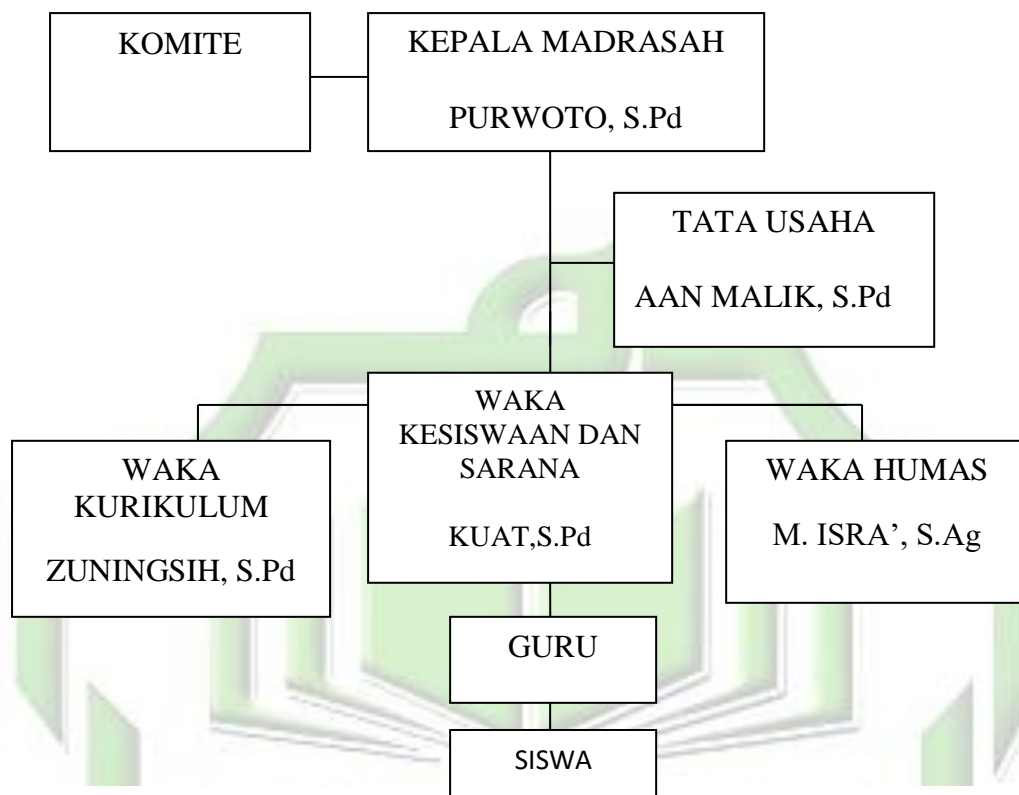 KOMITE
KEPALA MADRASAH
PURWOTO, S.Pd
TATA USAHA
AAN MALIK, S.Pd
WAKA
KESISWAAN DAN
SARANA
KUAT,S.Pd
WAKA
KURIKULUM
ZUNINGSIH, S.Pd
WAKA HUMAS
M. ISRA’, S.Ag
GURU
SISWA